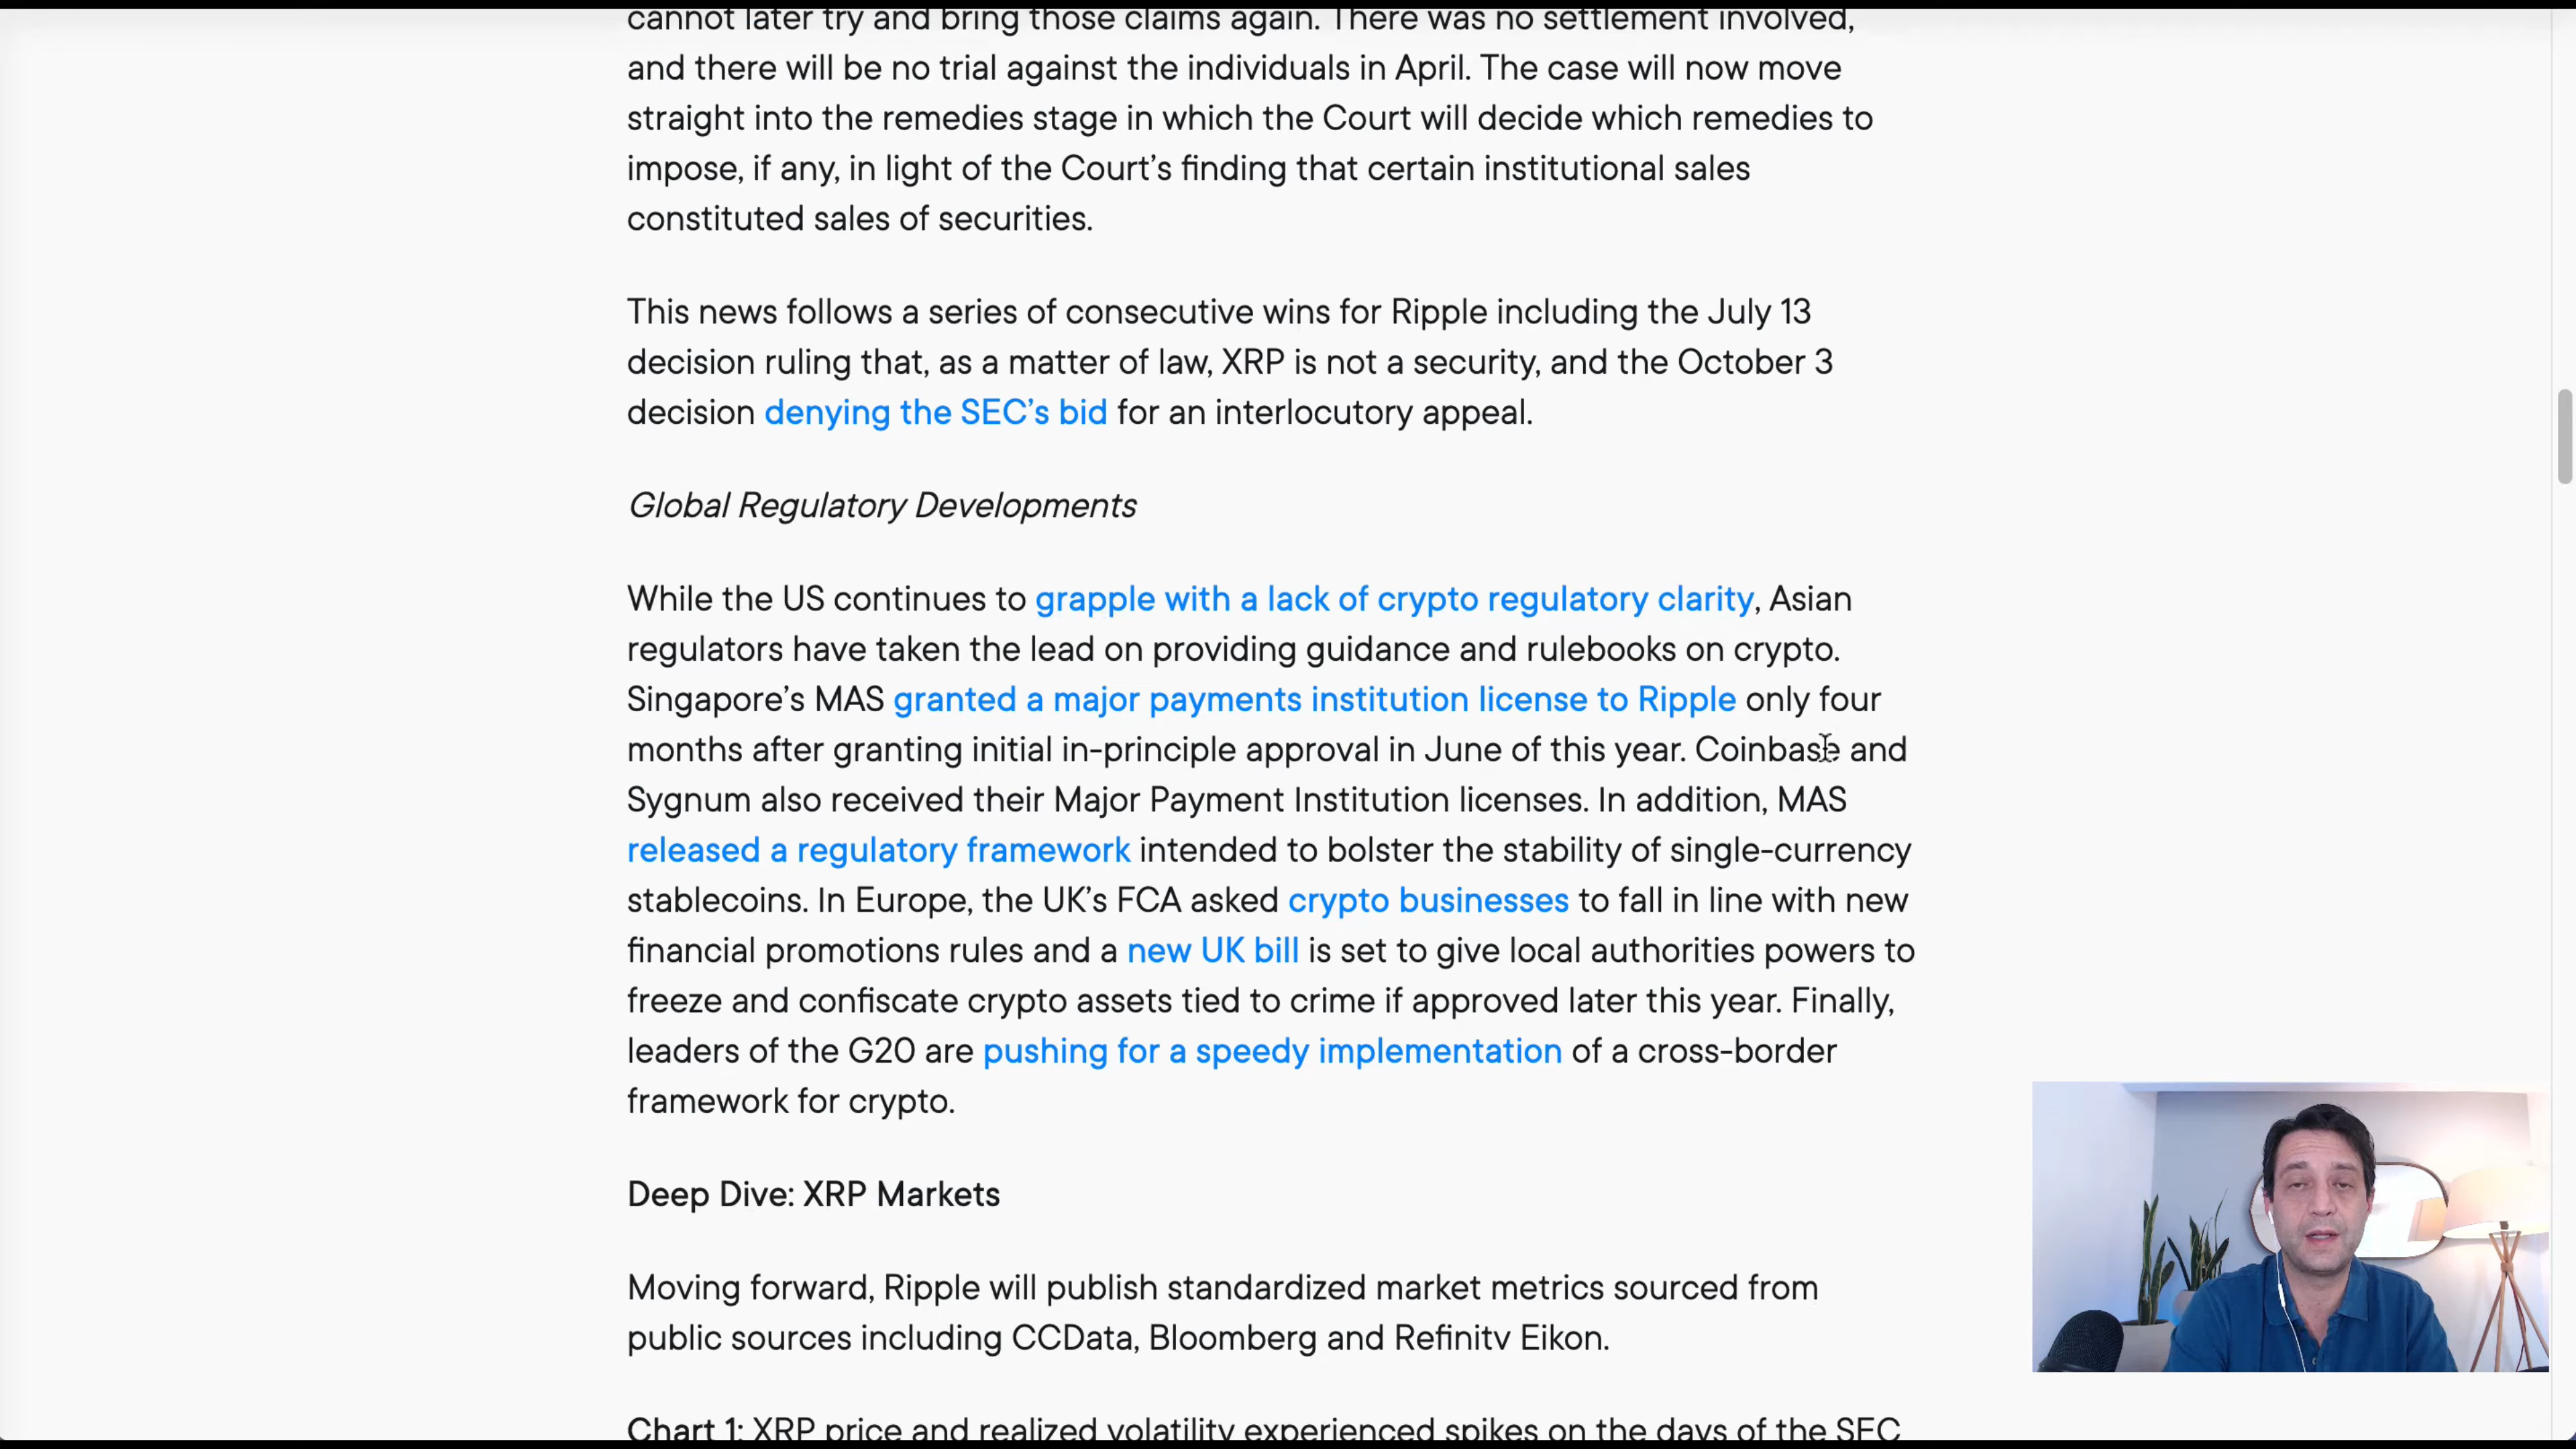 cannot later try and bring those claims again. There was no settlement involved,
and there will be no trial against the individuals in April. The case will now move
straight into the remedies stage in which the Court will decide which remedies to
impose, if any, in light of the Court’s finding that certain institutional sales
constituted sales of securities.
This news follows a series of consecutive wins for Ripple including the July 13
decision ruling that, as a matter of law, XRP is not a security, and the October 3
decision denying the SEC’s bid for an interlocutory appeal.
Global Regulatory Developments
While the US continues to grapple with a lack of crypto regulatory clarity, Asian
regulators have taken the lead on providing guidance and rulebooks on crypto.
Singapore’s MAS granted a major payments institution license to Ripple only four
months after granting initial in-principle approval in June of this year. Coinbase and
Sygnum also received their Major Payment Institution licenses. In addition, MAS
released a regulatory framework intended to bolster the stability of single-currency
stablecoins. In Europe, the UK’s FCA asked crypto businesses to fall in line with new
financial promotions rules and a new UK bill is set to give local authorities powers to
freeze and confiscate crypto assets tied to crime if approved later this year. Finally,
leaders of the G20 are pushing for a speedy implementation of a cross-border
framework for crypto.
Deep Dive: XRP Markets
Moving forward, Ripple will publish standardized market metrics sourced from
public sources including CCData, Bloomberg and Refinitv Eikon.
Chart 1: XRP price and realized volatility experienced spikes on the days of the SEC